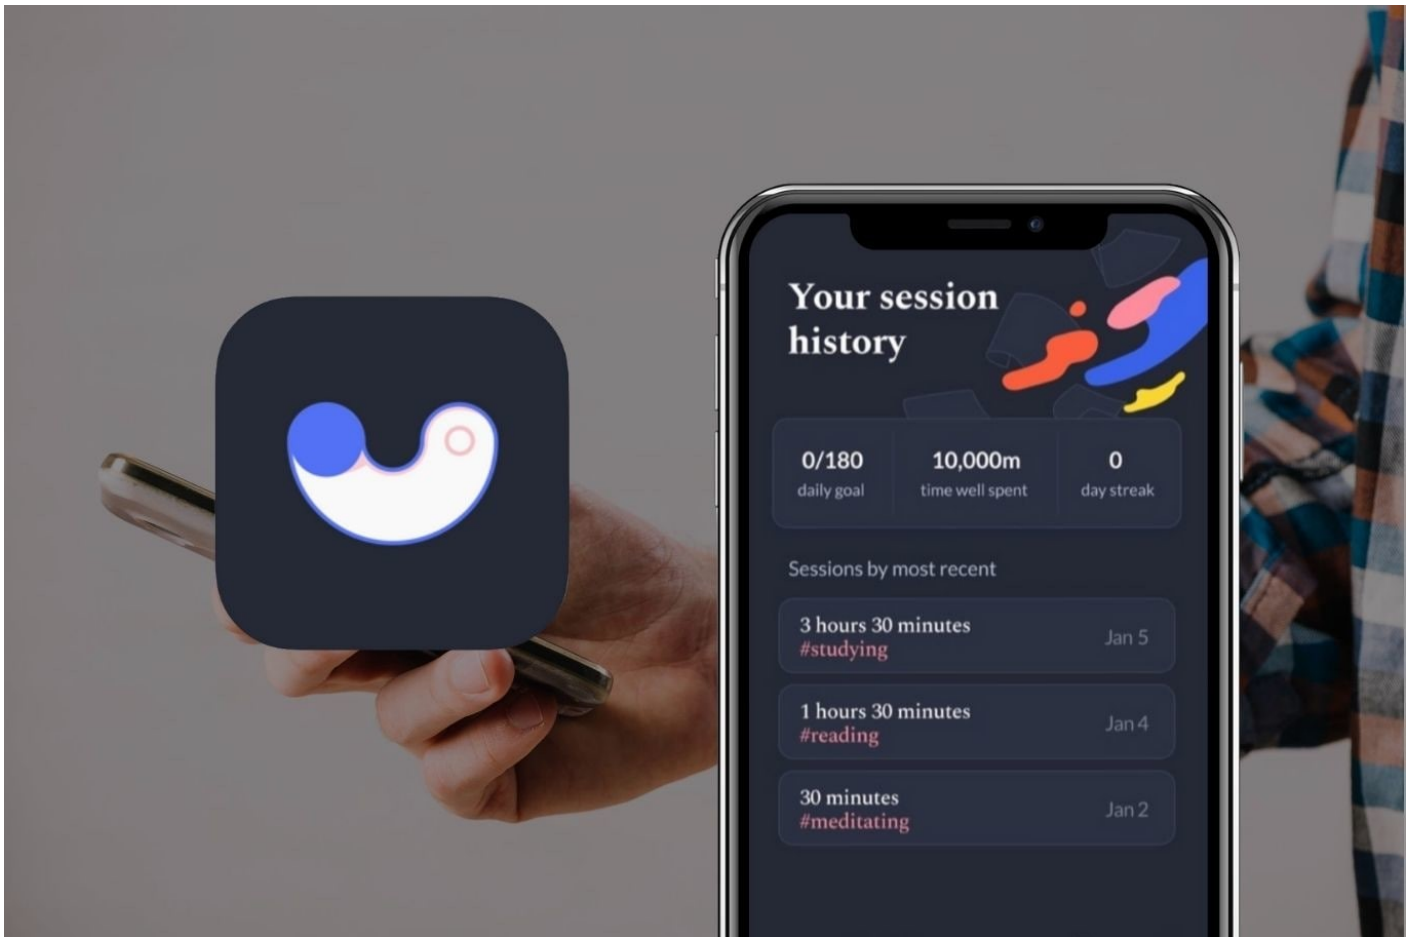 Your session
history
0/180
daily goal
10,000m
time well spent
0
day streak
Sessions by most recent
3 hours 30 minutes
#studying
Jan 5
1 hours 30 minutes
#reading
Jan 4
30 minutes
#meditating
Jan 2